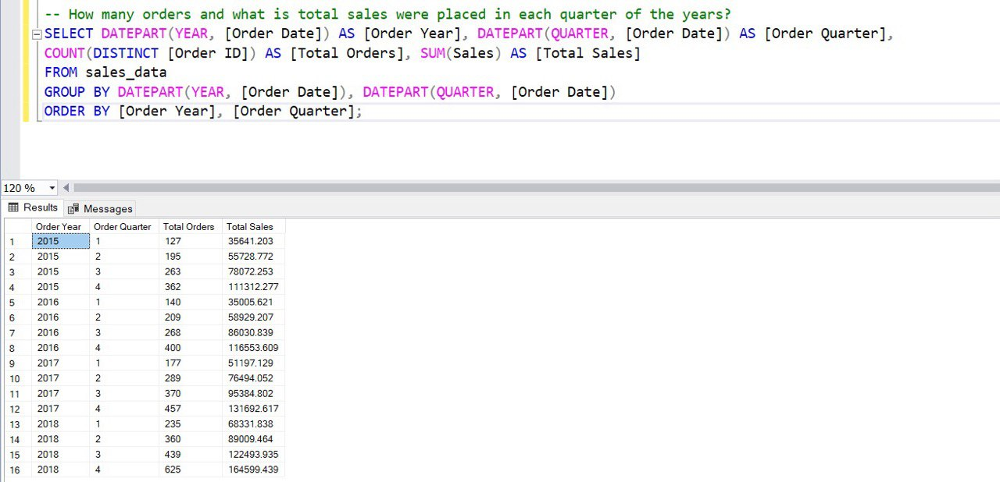 -- How many orders and what is total sales were placed in each quarter of the years?
SELECT DATEPART(YEAR, [Order Date]) AS [Order Year], DATEPART(QUARTER, [Order Date]) AS [Order Quarter],
COUNT(DISTINCT [Order ID]) AS [Total Orders], SUM(Sales) AS [Total Sales]
FROM sales_data
GROUP BY DATEPART(YEAR, [Order Date]), DATEPART(QUARTER, [Order Date])
ORDER BY [Order Year], [Order Quarter];
120 %
Results Messages
Order Year Order Quarter Total Orders Total Sales
1 2015 1 127 35641.203
2 2015 2 195 55728.772
3 2015 3 263 78072.253
4 2015 4 362 111312.277
5 2016 1 140 35005.621
6 2016 2 209 58929.207
7 2016 3 268 86030.839
8 2016 4 400 116553.609
9 2017 1 177 51197.129
10 2017 2 289 76494.052
11 2017 3 370 95384.802
12 2017 4 457 131692.617
13 2018 1 235 68331.838
14 2018 2 360 89009.464
15 2018 3 439 122493.935
16 2018 4 625 164599.439